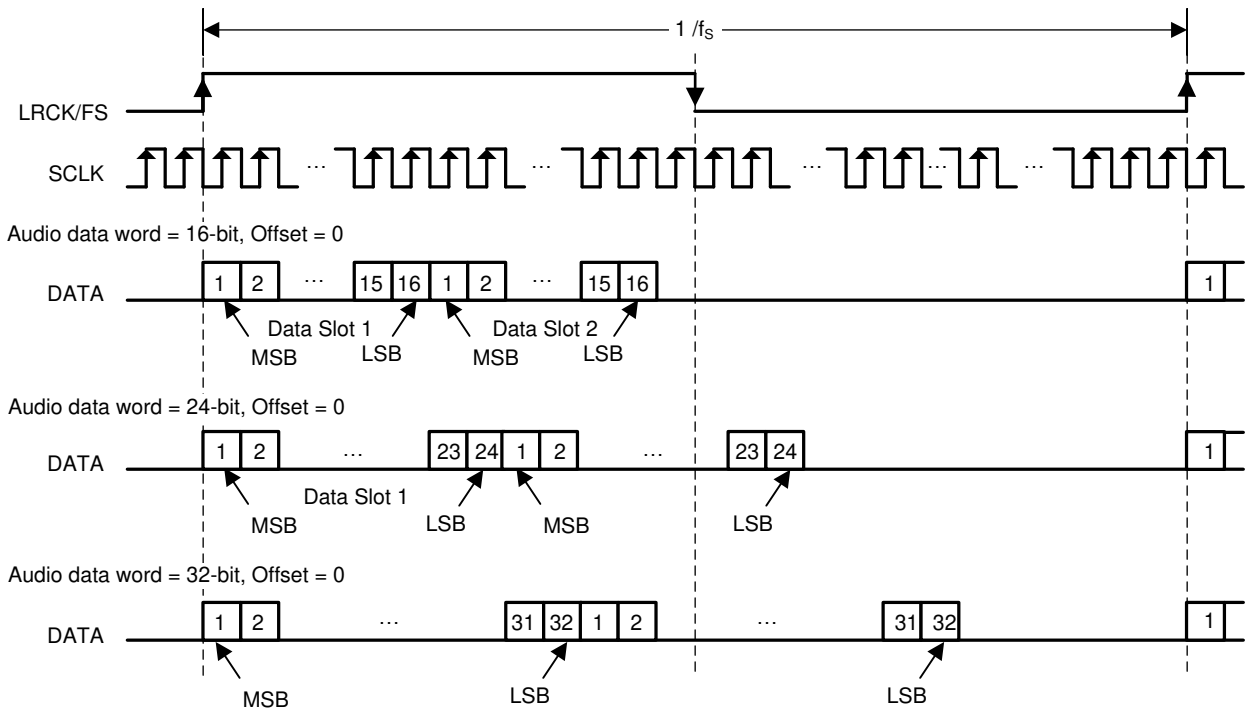 1 /fS
LRCK/FS
SCLK ... ... ... ... ...
Audio data word = 16-bit, Offset = 0
DATA 1 2 ... 15 16 1 2 ... 15 16 1
Data Slot 1 Data Slot 2
MSB LSB MSB LSB
Audio data word = 24-bit, Offset = 0
DATA 1 2 ... 23 24 1 2 ... 23 24 1
Data Slot 1
MSB LSB MSB LSB
Audio data word = 32-bit, Offset = 0
DATA 1 2 ... 31 32 1 2 ... 31 32 1
MSB LSB LSB